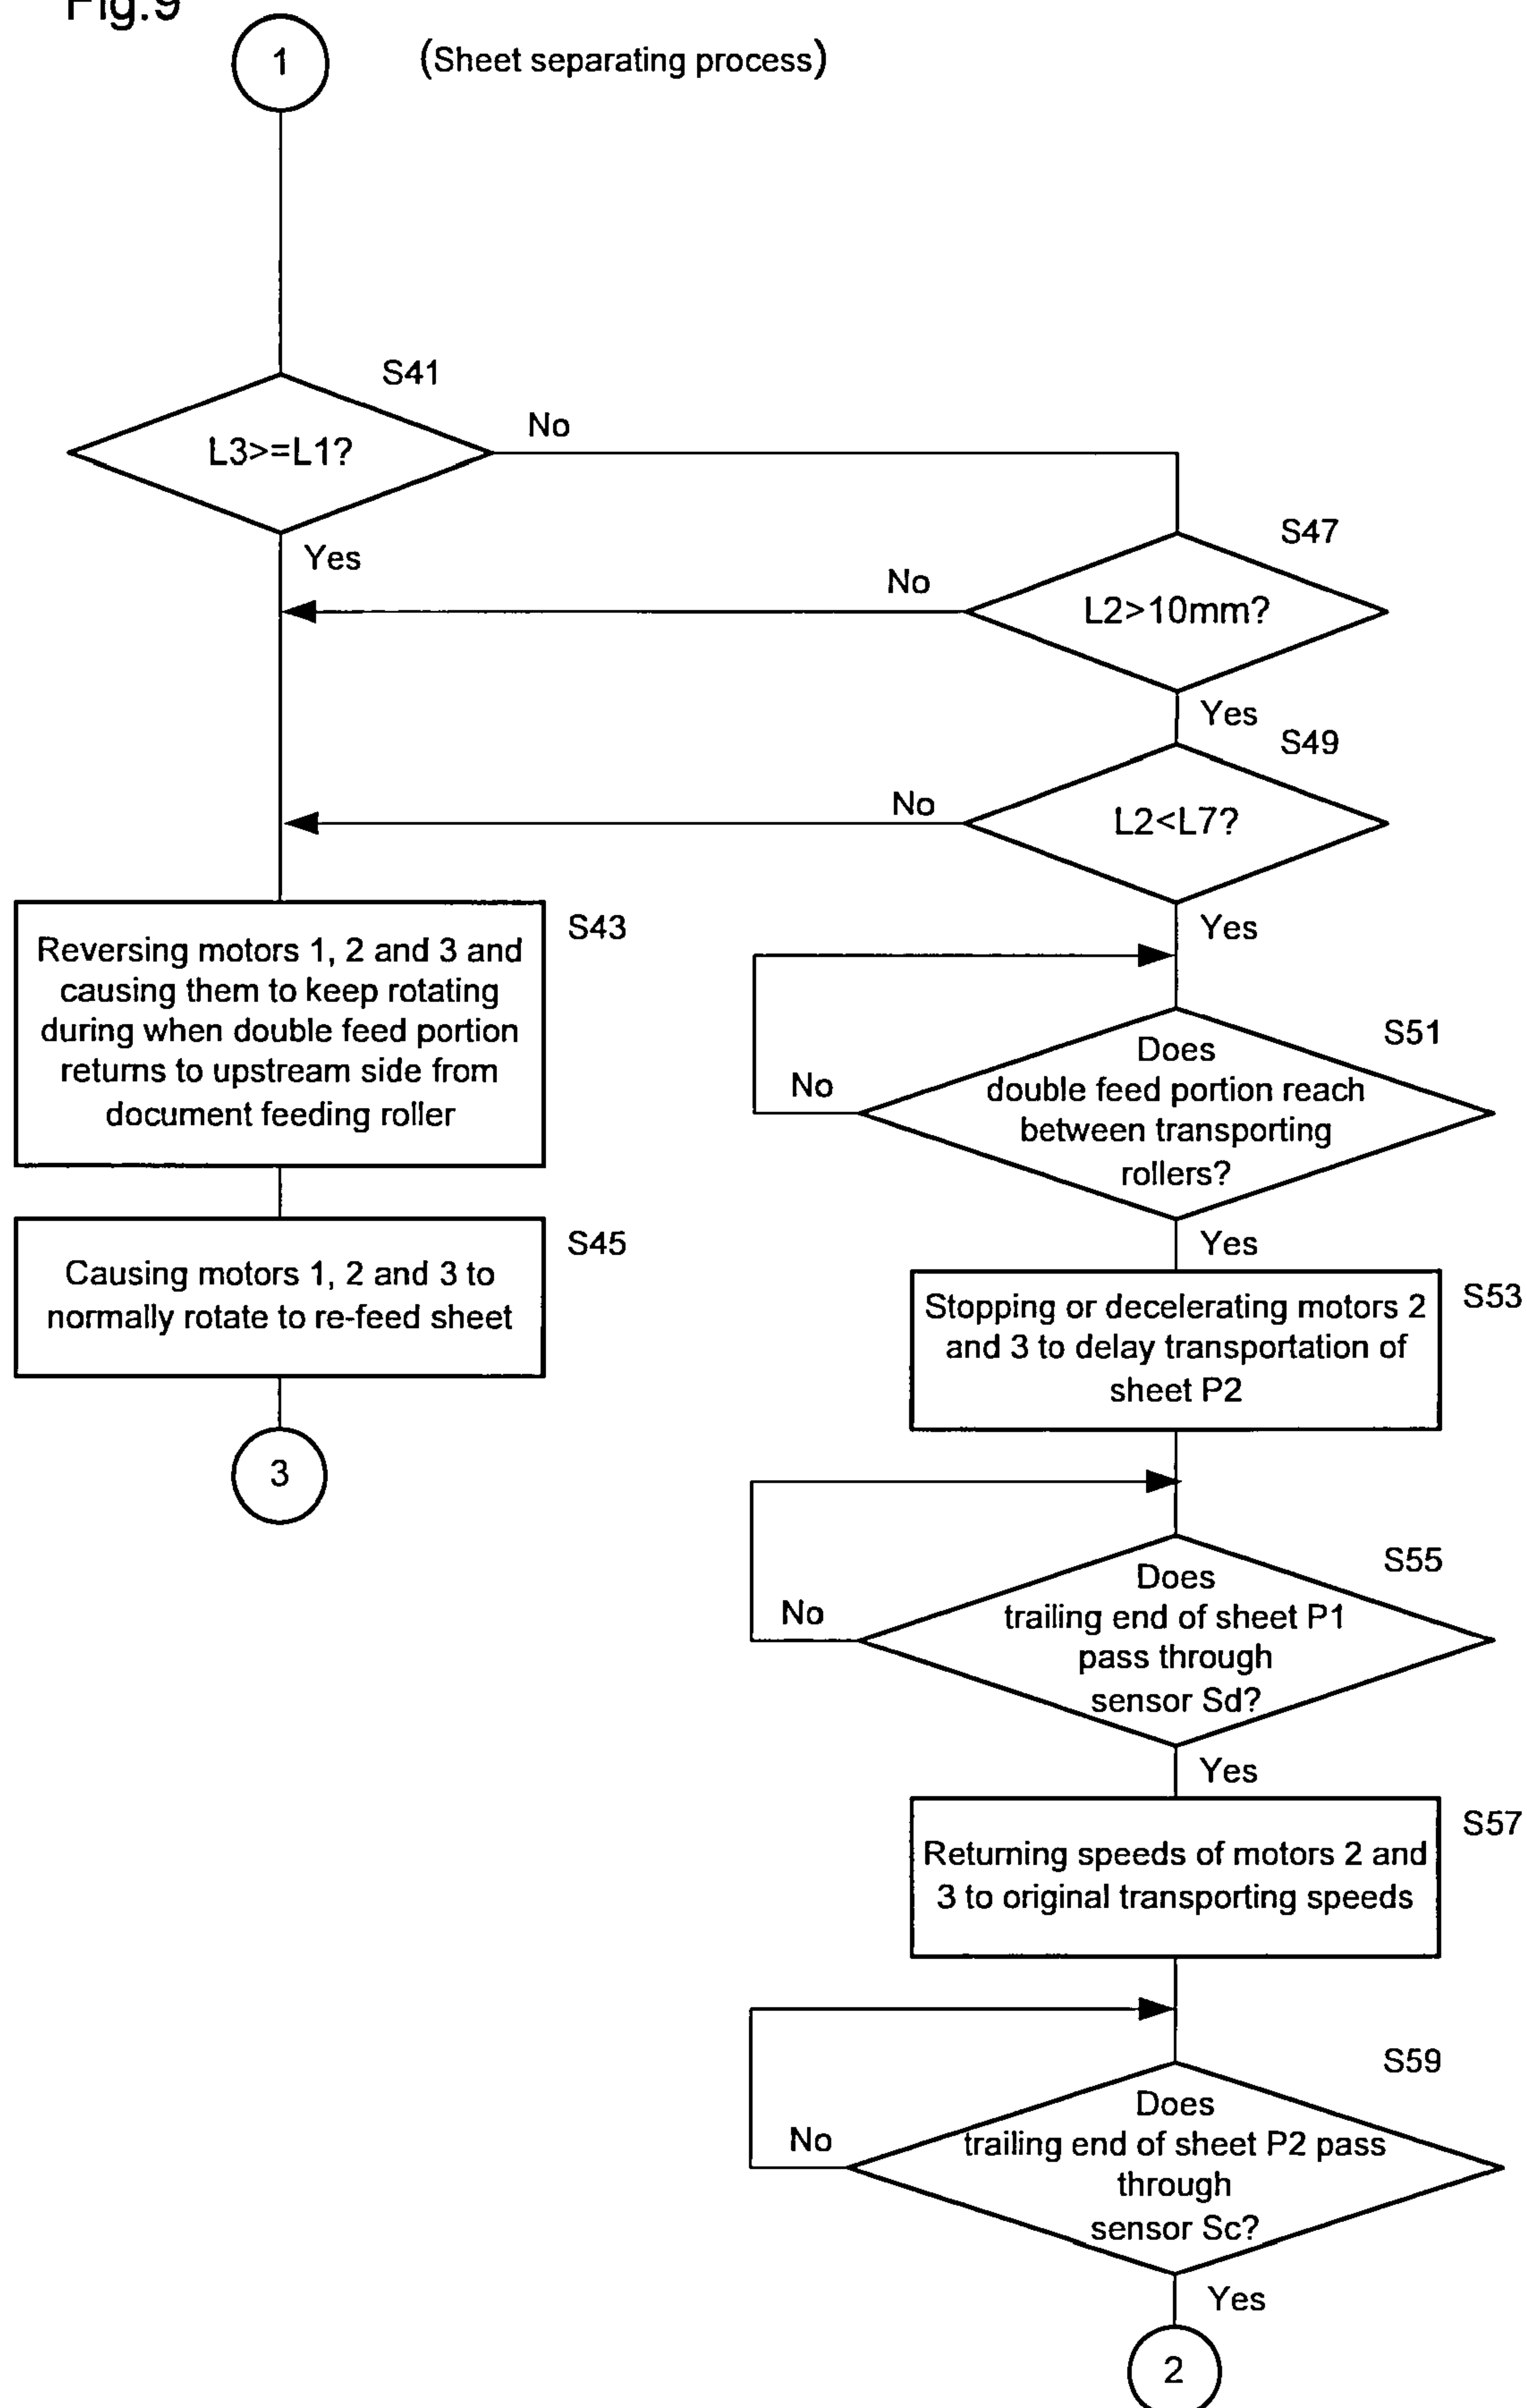 Fig.9
1
(Sheet separating process)
S41
L3>=L1?
No
Yes
S47
L2>10mm?
No
Yes
S49
L2<L7?
No
Yes
S43
Reversing motors 1, 2 and 3 and
causing them to keep rotating
during when double feed portion
returns to upstream side from
document feeding roller
S45
Causing motors 1, 2 and 3 to
normally rotate to re-feed sheet
3
S51
Does
double feed portion reach
between transporting
rollers?
No
Yes
S53
Stopping or decelerating motors 2
and 3 to delay transportation of
sheet P2
S55
Does
trailing end of sheet P1
pass through
sensor Sd?
No
Yes
S57
Returning speeds of motors 2 and
3 to original transporting speeds
S59
Does
trailing end of sheet P2 pass
through
sensor Sc?
No
Yes
2